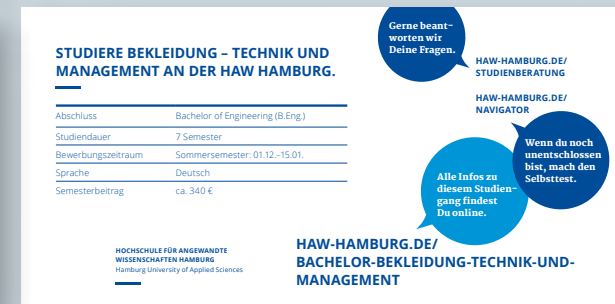 Gerne beant-
worten wir
Deine Fragen.
STUDIERE BEKLEIDUNG – TECHNIK UND
MANAGEMENT AN DER HAW HAMBURG.
HAW-HAMBURG.DE/
STUDIENBERATUNG
HAW-HAMBURG.DE/
NAVIGATOR
Abschluss Bachelor of Engineering (B.Eng.)
Studiendauer 7 Semester
Bewerbungszeitraum Sommersemester: 01.12.–15.01.
Sprache Deutsch
Semesterbeitrag ca. 340 €
Wenn du noch
unentschlossen
bist, mach den
Selbsttest.
Alle Infos zu
diesem Studien-
gang findest
Du online.
HOCHSCHULE FÜR ANGEWANDTE
WISSENSCHAFTEN HAMBURG
Hamburg University of Applied Sciences
HAW-HAMBURG.DE/
BACHELOR-BEKLEIDUNG-TECHNIK-UND-
MANAGEMENT